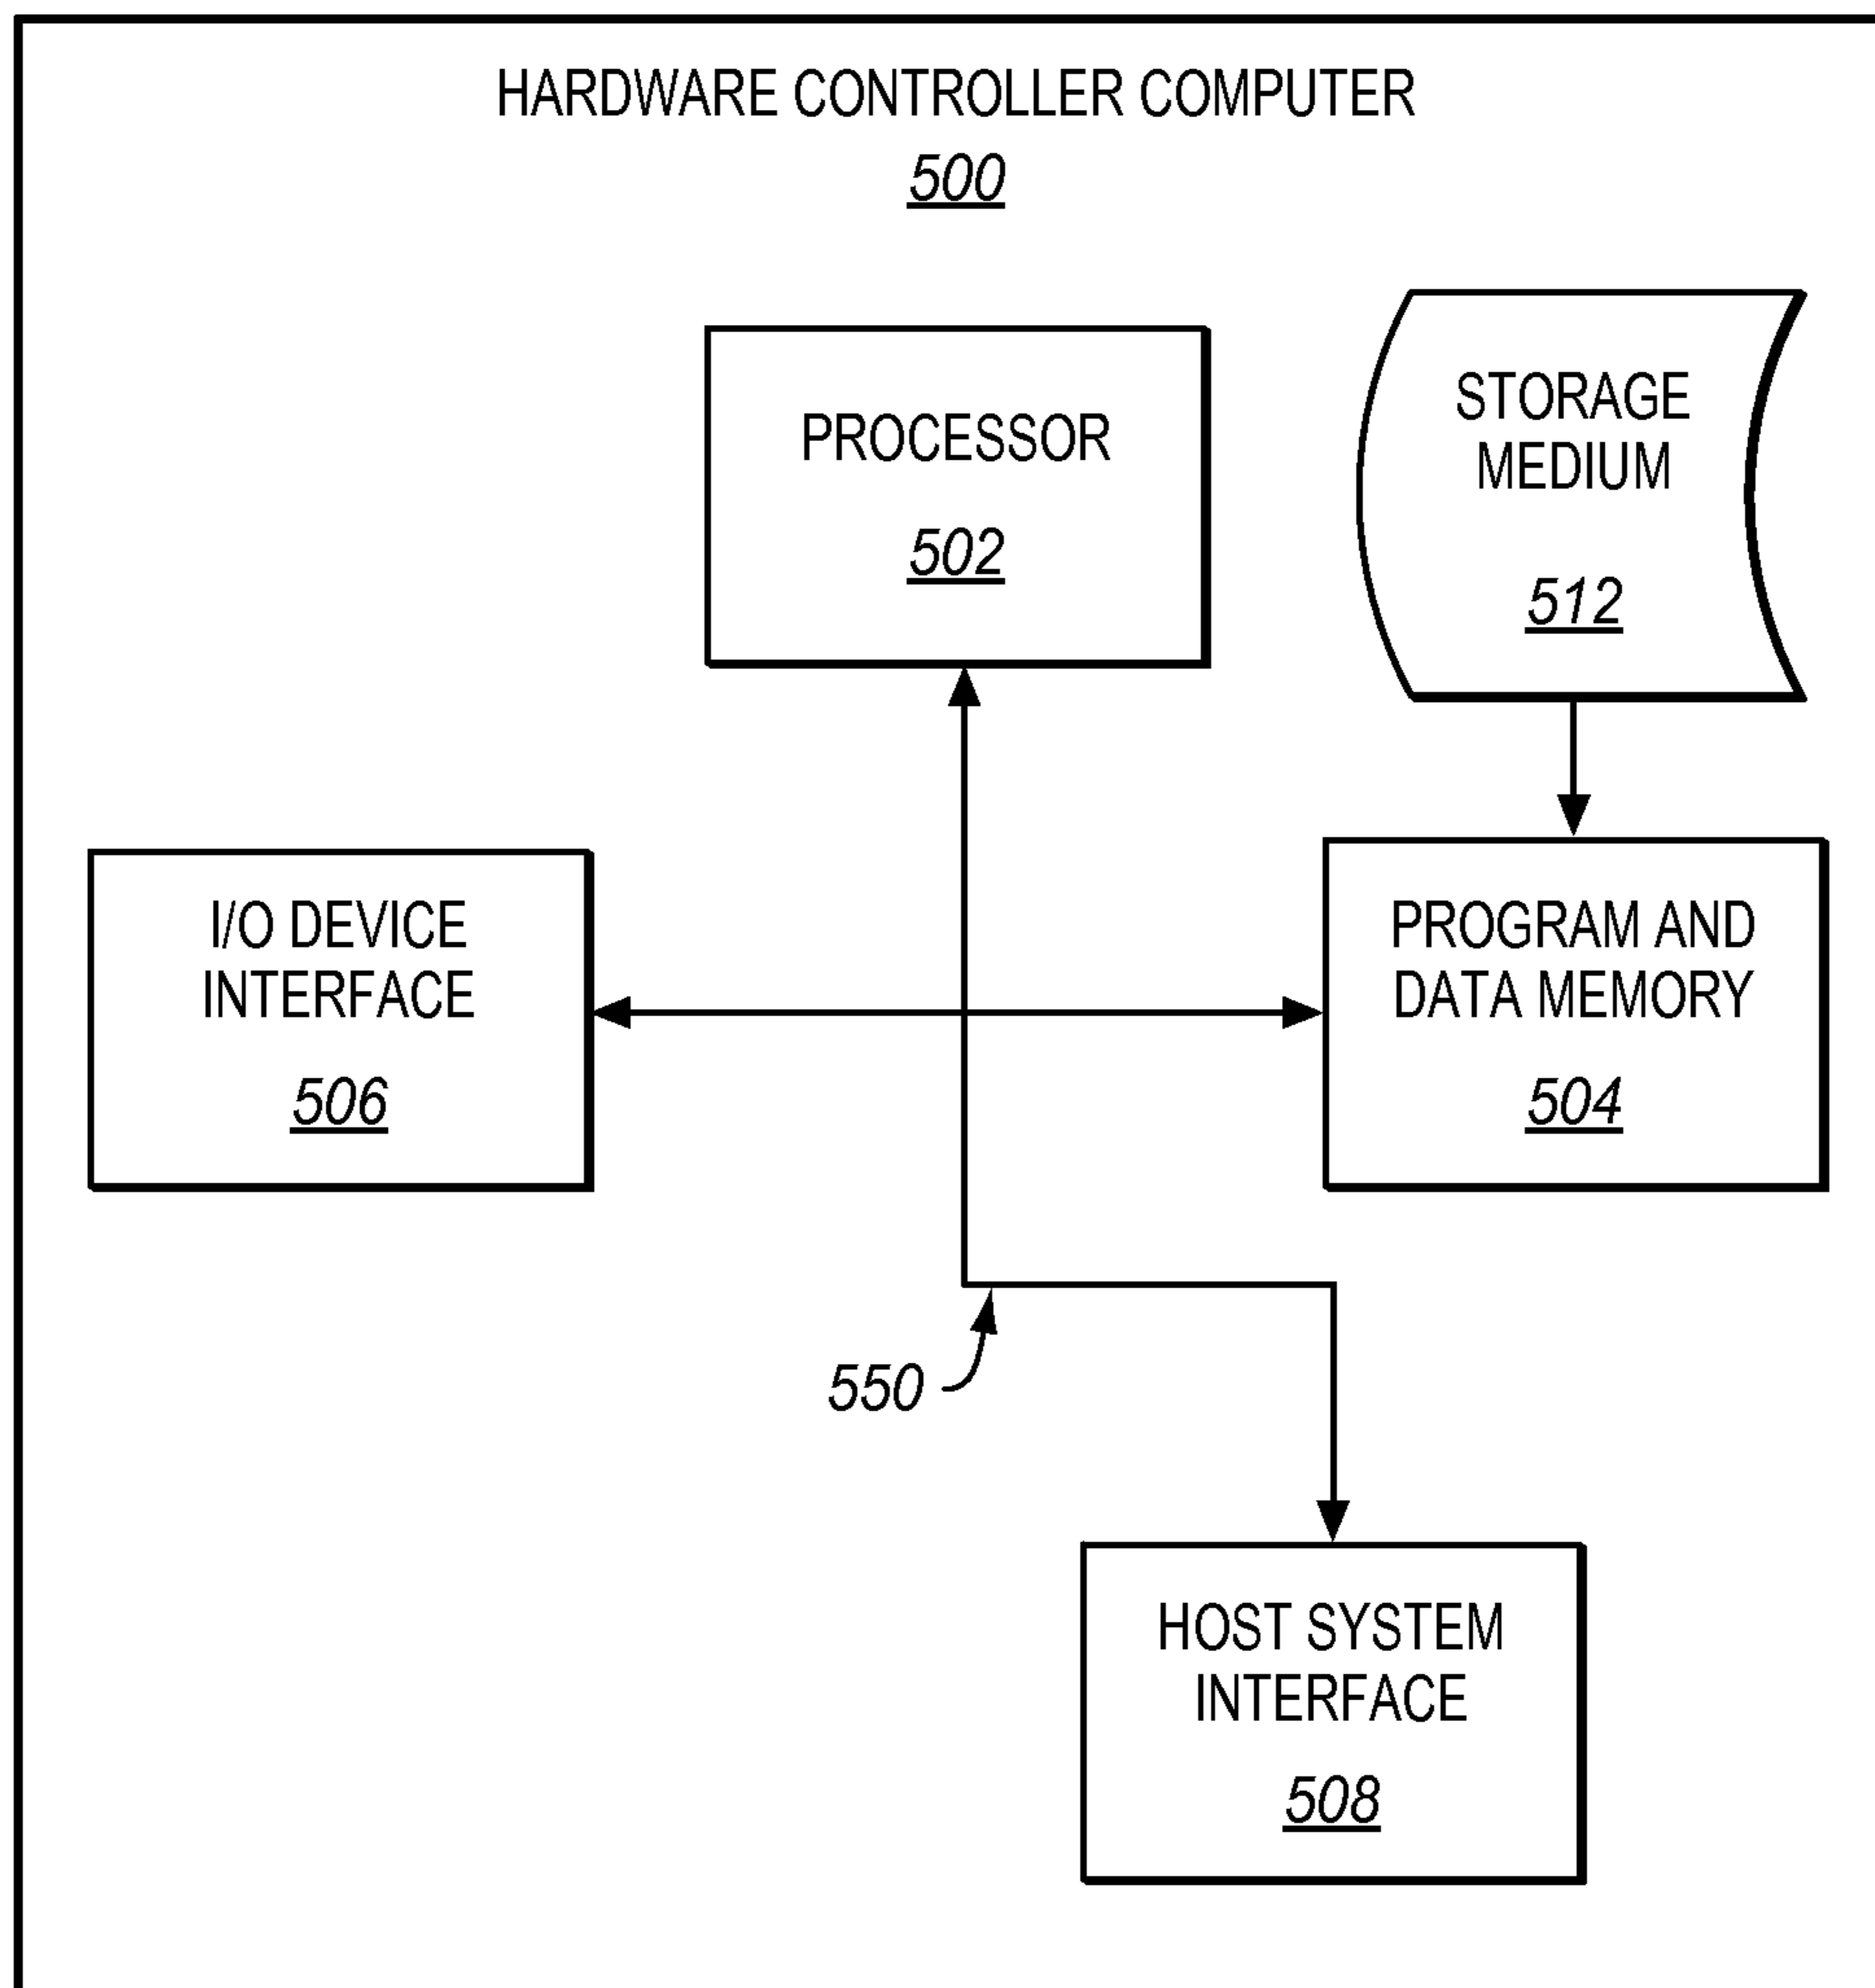 HARDWARE CONTROLLER COMPUTER
500
PROCESSOR
502
STORAGE
MEDIUM
512
I/O DEVICE
INTERFACE
506
PROGRAM AND
DATA MEMORY
504
550
HOST SYSTEM
INTERFACE
508